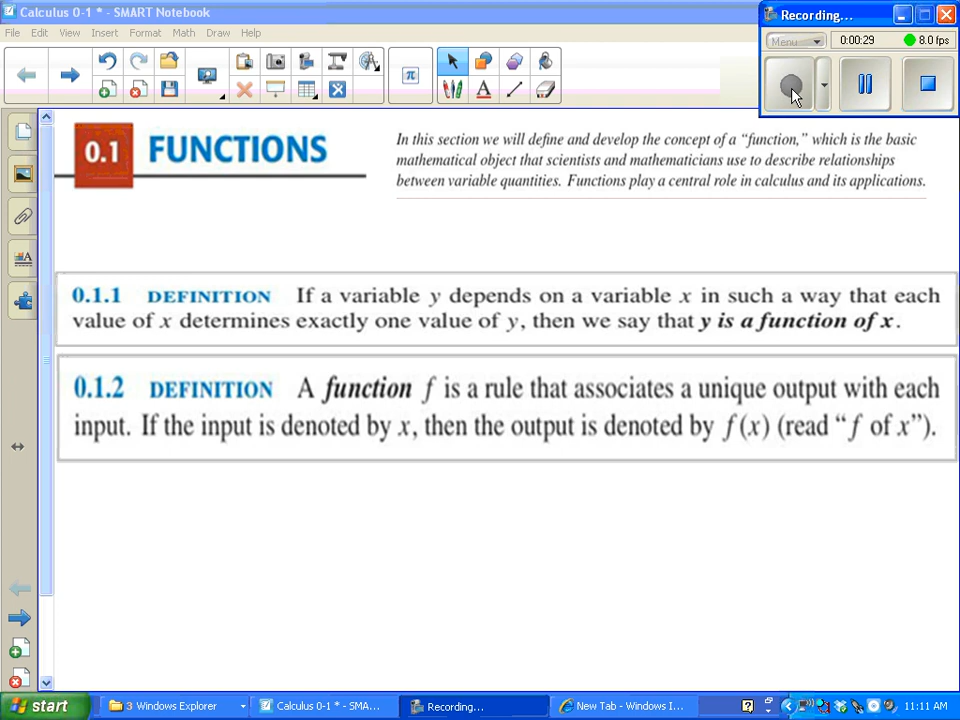 Calculus 0-1 * - SMART Notebook
File Edit View Insert Format Math Draw Help
Recording...
Menu 0:00:29 8.0 fps
π
A
0.1 FUNCTIONS
In this section we will define and develop the concept of a “function,” which is the basic
mathematical object that scientists and mathematicians use to describe relationships
between variable quantities. Functions play a central role in calculus and its applications.
0.1.1 DEFINITION If a variable y depends on a variable x in such a way that each
value of x determines exactly one value of y, then we say that y is a function of x.
0.1.2 DEFINITION A function f is a rule that associates a unique output with each
input. If the input is denoted by x, then the output is denoted by f(x) (read “f of x”).
start 3 Windows Explorer Calculus 0-1 * - SMA... Recording... New Tab - Windows I... 11:11 AM